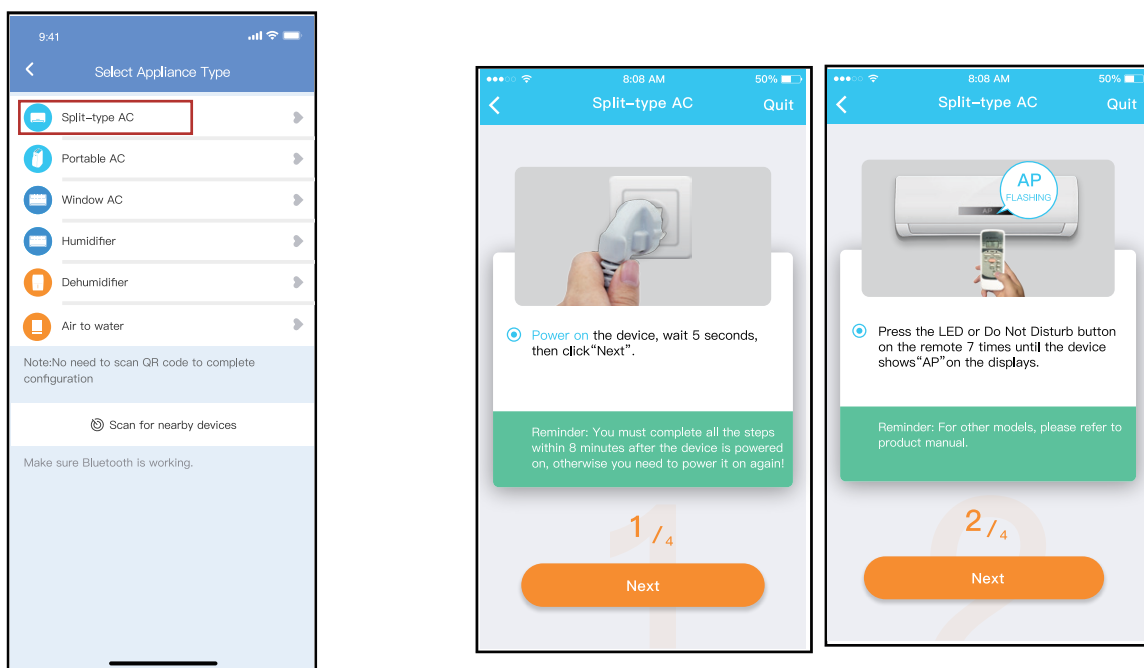 9:41
Select Appliance Type
Split-type AC
Portable AC
Window AC
Humidifier
Dehumidifier
Air to water
Note:No need to scan QR code to complete
configuration
Scan for nearby devices
Make sure Bluetooth is working.
8:08 AM
50%
Split-type AC
Quit
Power on the device, wait 5 seconds,
then click“Next”.
Reminder: You must complete all the steps
within 8 minutes after the device is powered
on, otherwise you need to power it on again!
1/4
Next
8:08 AM
50%
Split-type AC
Quit
AP
FLASHING
AP
Press the LED or Do Not Disturb button
on the remote 7 times until the device
shows“AP”on the displays.
Reminder: For other models, please refer to
product manual.
2/4
Next